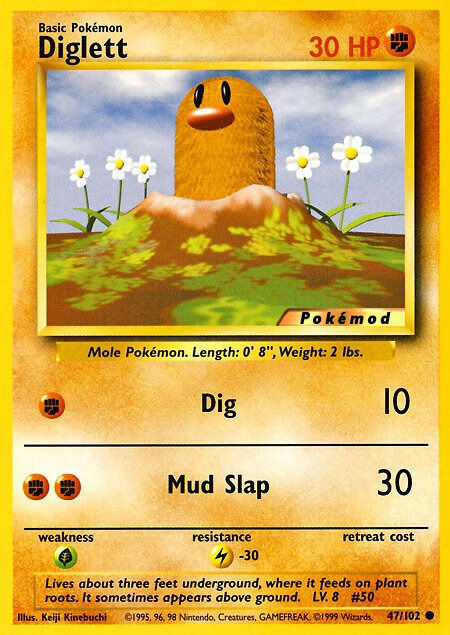 Basic Pokémon
Diglett 30 HP
Pokémod
Mole Pokémon. Length: 0' 8", Weight: 2 lbs.
Dig 10
Mud Slap 30
weakness resistance retreat cost
-30
Lives about three feet underground, where it feeds on plant
roots. It sometimes appears above ground. LV. 8 #50
Illus. Keiji Kinebuchi ©1995, 96, 98 Nintendo, Creatures, GAMEFREAK. ©1999 Wizards. 47/102